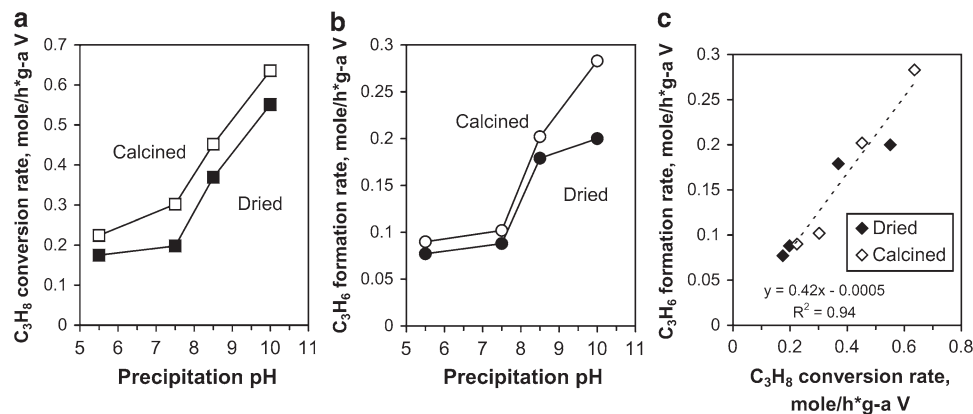 a
C₃H₈ conversion rate, mole/h*g-a V
0.7
0.6
0.5
0.4
0.3
0.2
0.1
0
Calcined
Dried
5 6 7 8 9 10 11
Precipitation pH
b
C₃H₆ formation rate, mole/h*g-a V
0.3
0.25
0.2
0.15
0.1
0.05
0
Calcined
Dried
5 6 7 8 9 10 11
Precipitation pH
c
C₃H₆ formation rate, mole/h*g-a V
0.3
0.25
0.2
0.15
0.1
0.05
0
Dried
Calcined
y = 0.42x - 0.0005
R² = 0.94
0 0.2 0.4 0.6 0.8
C₃H₈ conversion rate,
mole/h*g-a V